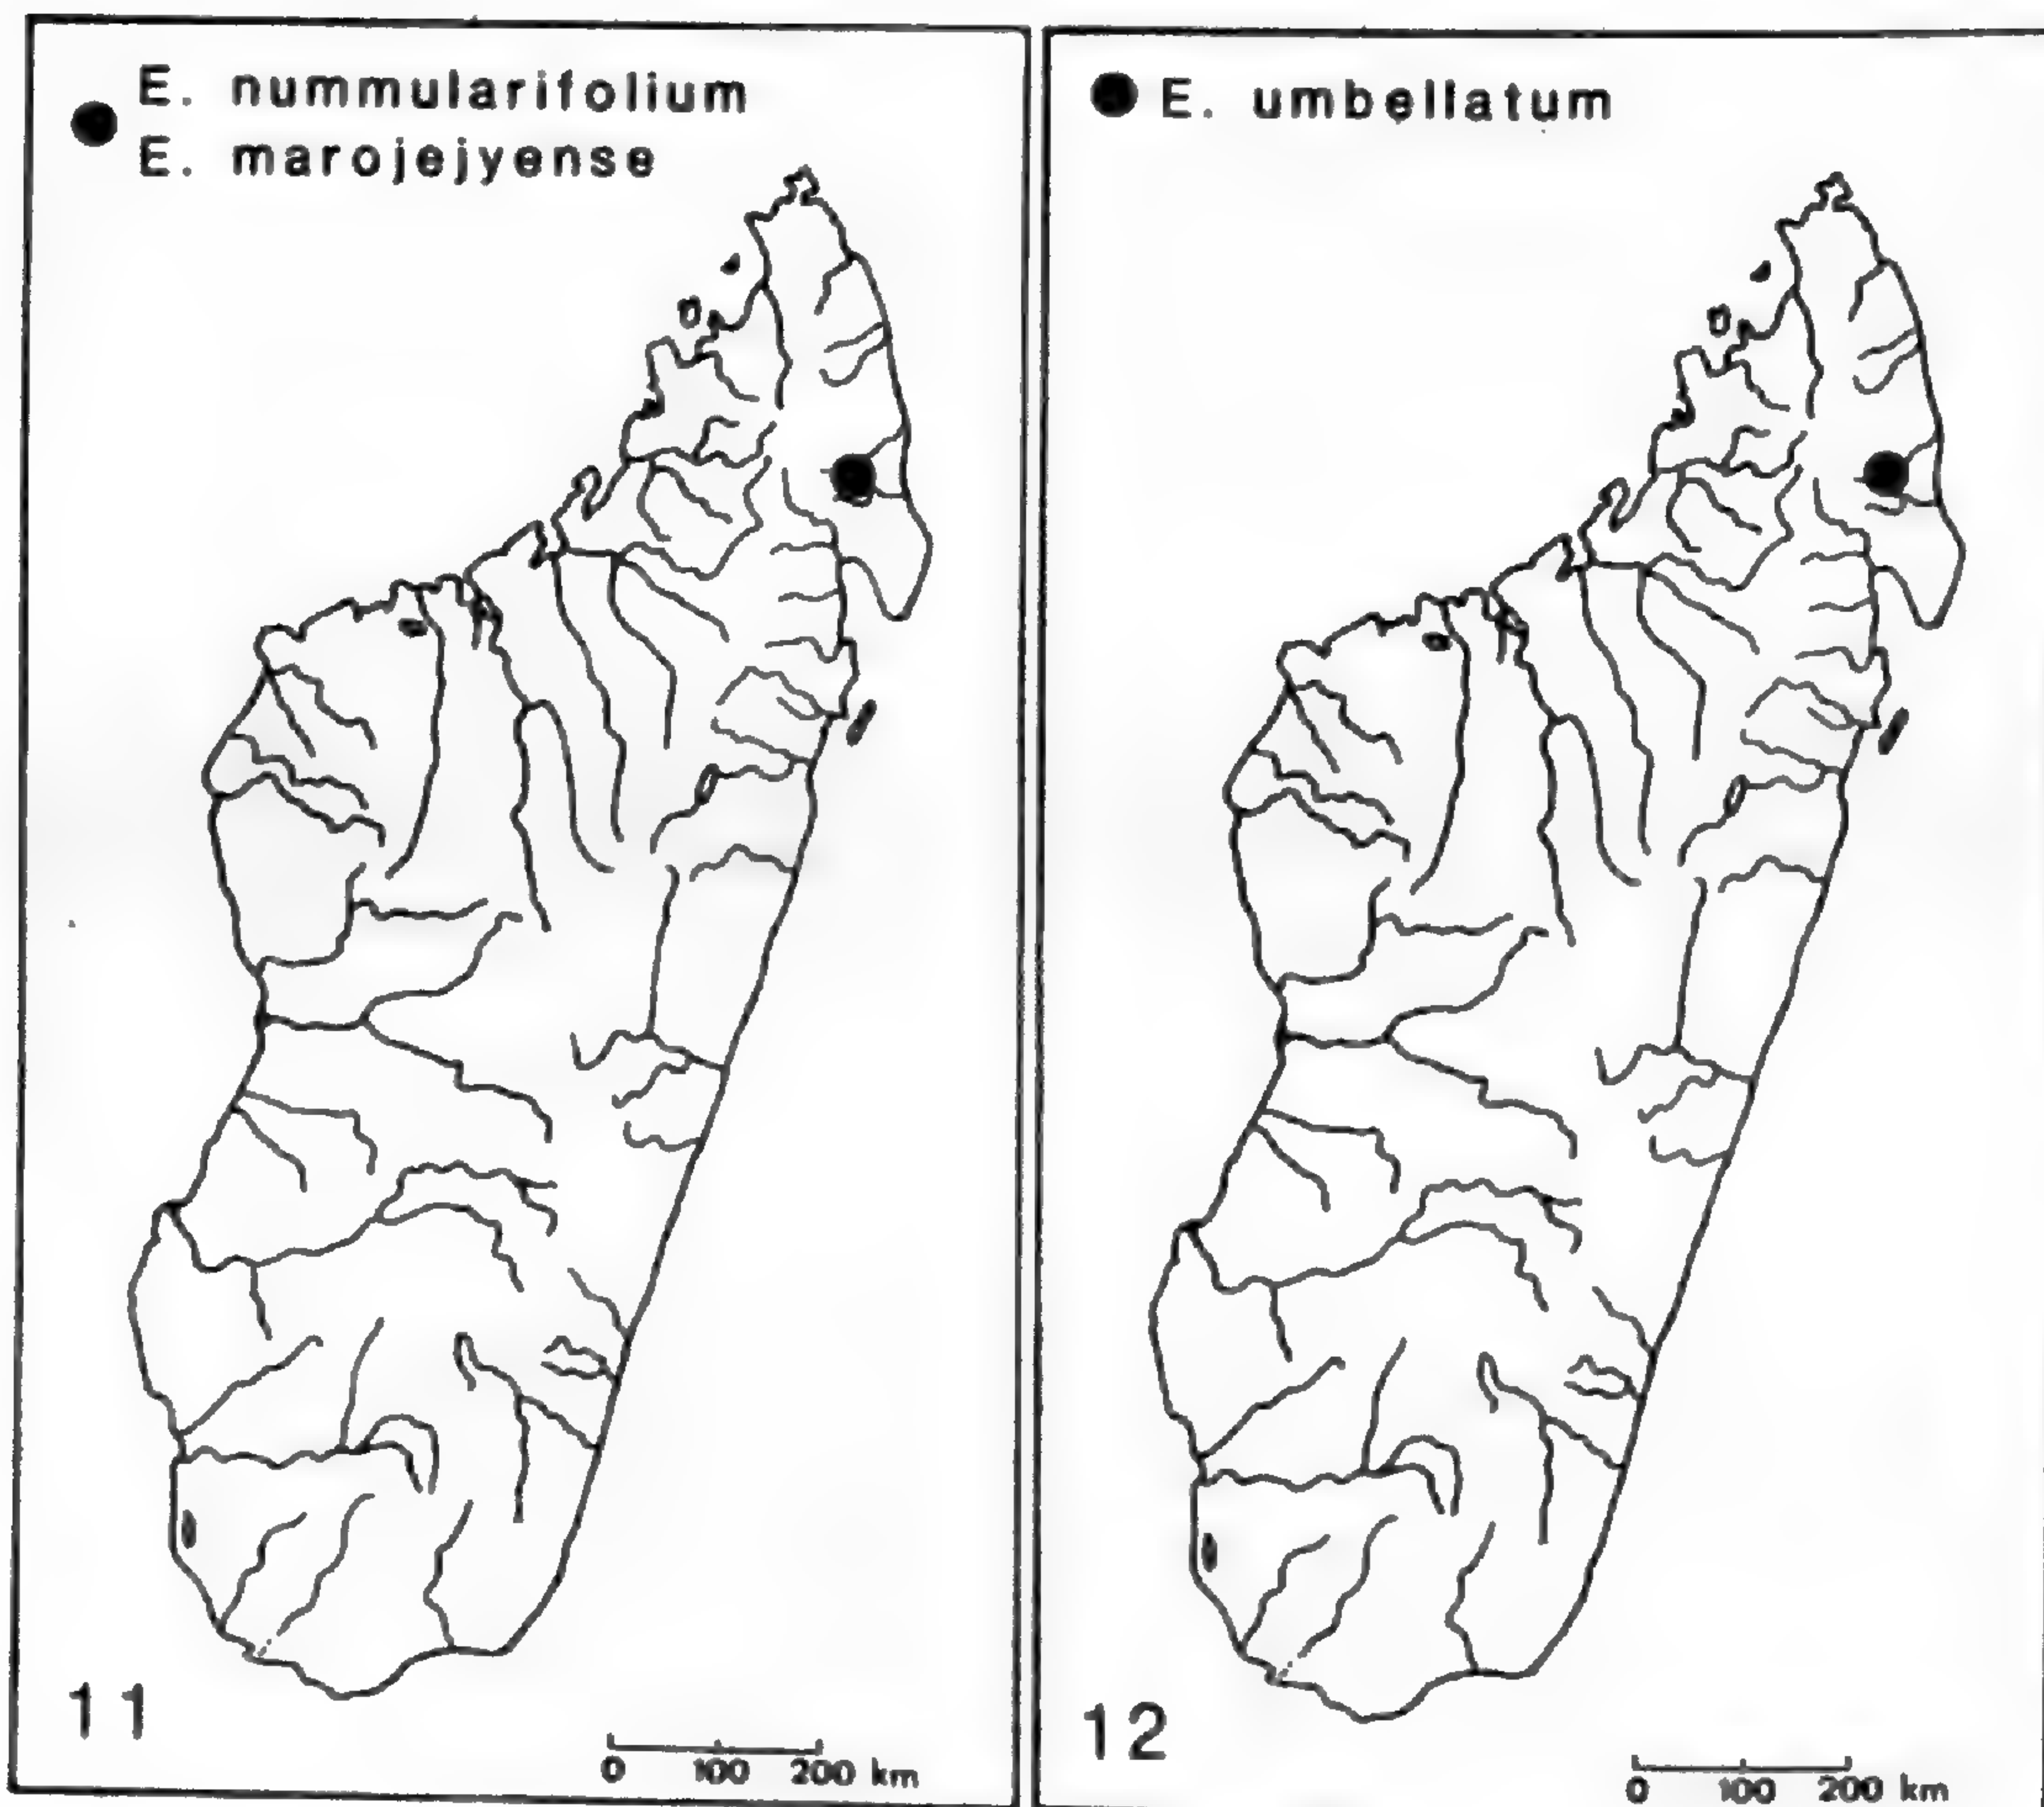 E. nummularifolium
E. marojejyense
11
0 100 200 km
E. umbellatum
12
0 100 200 km